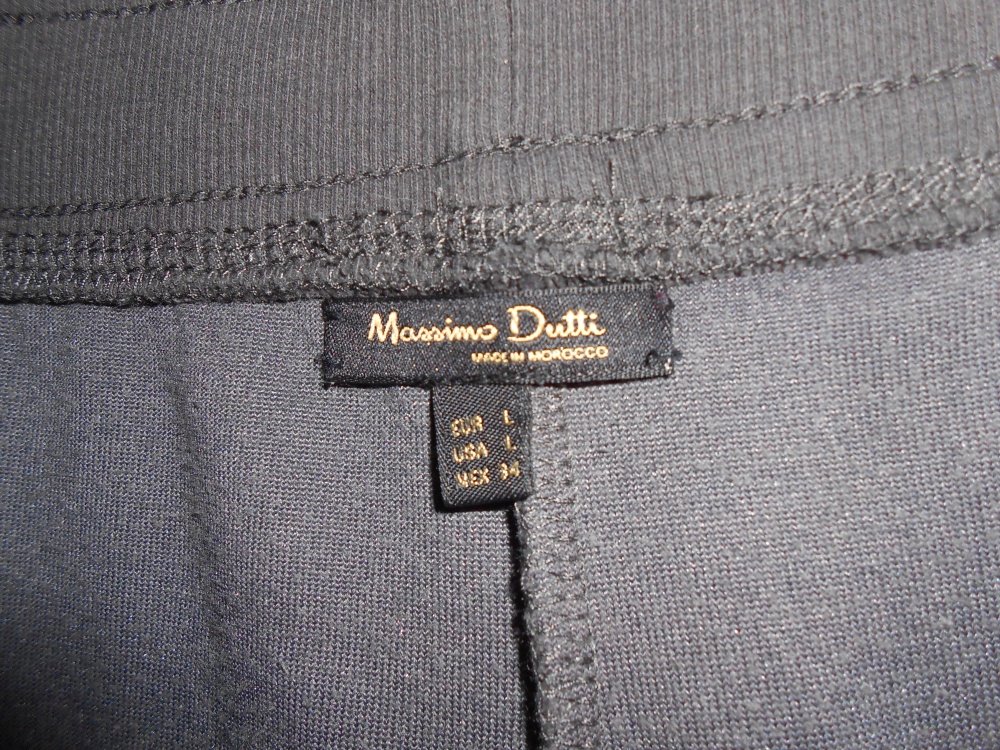 Massimo Dutti
MADE IN MOROCCO
EUR L
USA L
MEX 34